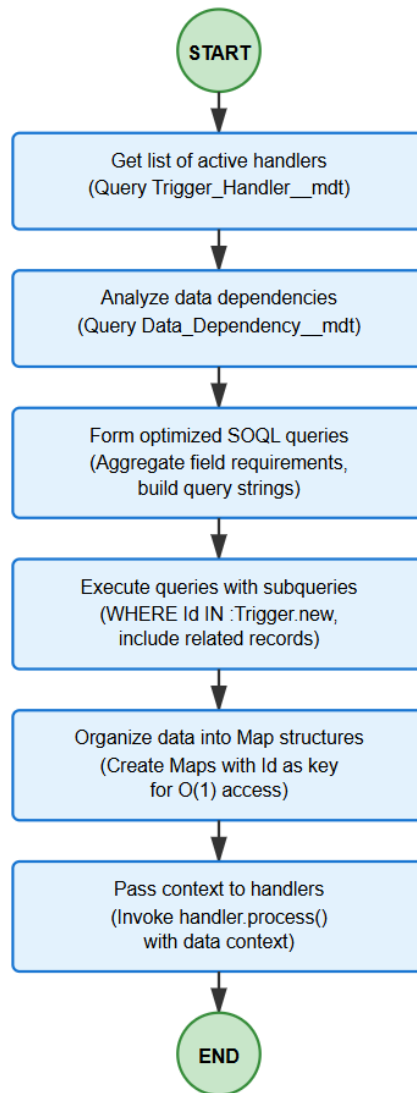 START
Get list of active handlers
(Query Trigger_Handler__mdt)
Analyze data dependencies
(Query Data_Dependency__mdt)
Form optimized SOQL queries
(Aggregate field requirements,
build query strings)
Execute queries with subqueries
(WHERE Id IN :Trigger.new,
include related records)
Organize data into Map structures
(Create Maps with Id as key
for O(1) access)
Pass context to handlers
(Invoke handler.process()
with data context)
END